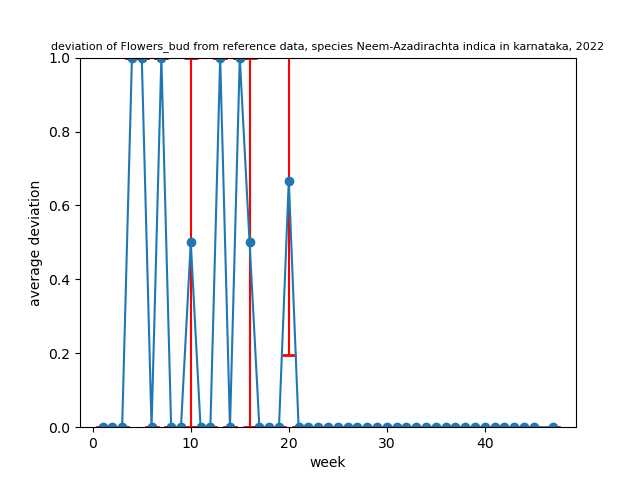 deviation of Flowers_bud from reference data, species Neem-Azadirachta indica in karnataka, 2022
1.0
0.8
0.6
0.4
0.2
0.0
average deviation
0 10 20 30 40
week